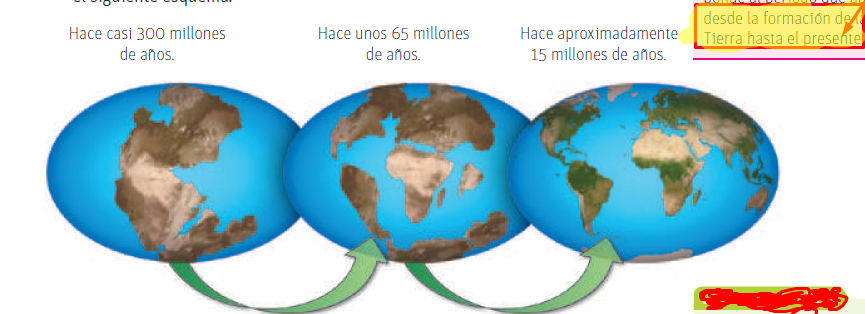 el siguiente esquema.
Hace casi 300 millones
de años.
Hace unos 65 millones
de años.
Hace aproximadamente
15 millones de años.
desde la formación de la
Tierra hasta el presente